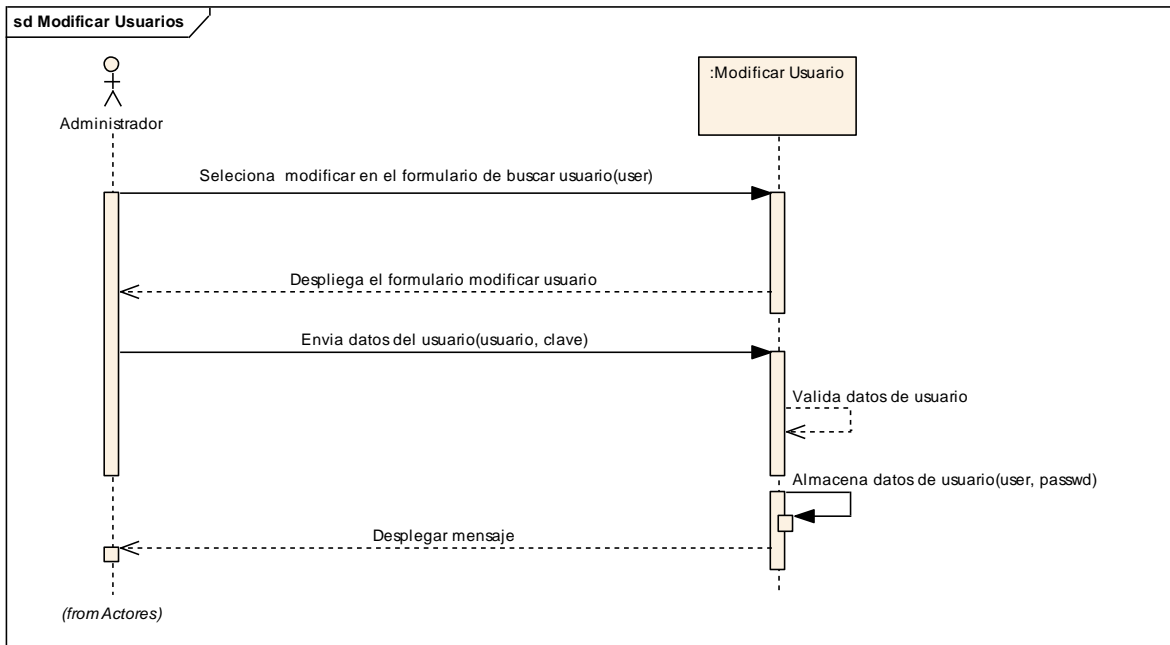 sd Modificar Usuarios
:Modificar Usuario
Administrador
Seleciona  modificar en el formulario de buscar usuario(user)
Despliega el formulario modificar usuario
Envia datos del usuario(usuario, clave)
Valida datos de usuario
Almacena datos de usuario(user, passwd)
Desplegar mensaje
(from Actores)